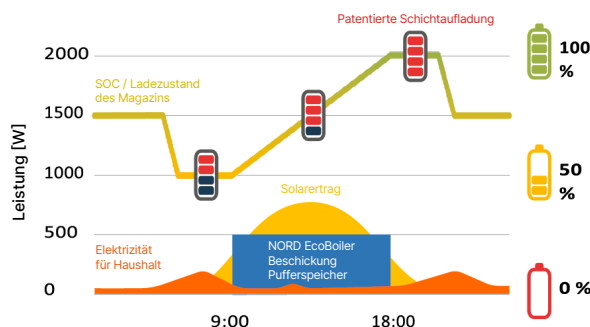 Patentierte Schichtaufladung
2000
100
%
SOC / Ladezustand
des Magazins
1500
Leistung [W]
1000
50
%
Solarertrag
500
Elektrizität
für Haushalt
NORD EcoBoiler
Beschickung
Pufferspeicher
0
0 %
9:00
18:00